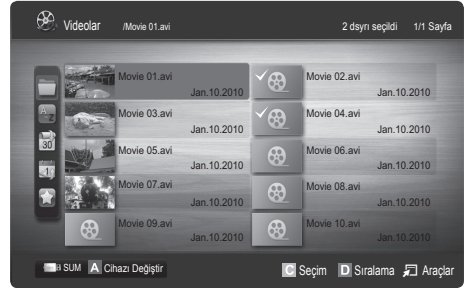 Videolar /Movie 01.avi 2 dsyrı seçildi 1/1 Sayfa
Movie 01.avi Movie 02.avi
Jan.10.2010 Jan.10.2010
Movie 03.avi Movie 04.avi
Jan.10.2010 Jan.10.2010
Movie 05.avi Movie 06.avi
Jan.10.2010 Jan.10.2010
Movie 07.avi Movie 08.avi
Jan.10.2010 Jan.10.2010
Movie 09.avi Movie 10.avi
Jan.10.2010 Jan.10.2010
SUM A Cihazı Değiştir C Seçim D Sıralama Araçlar